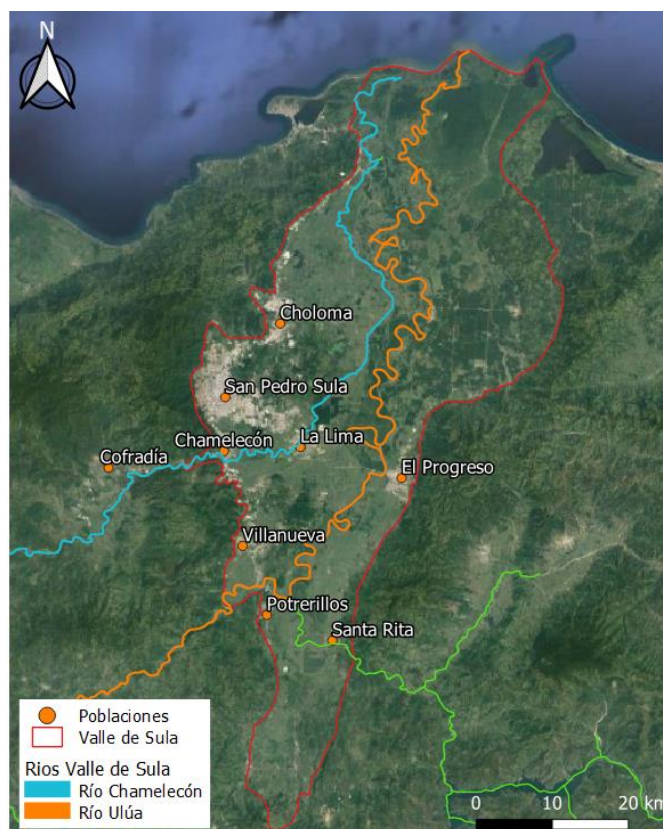 N
Choloma
San Pedro Sula
Chamelecón
La Lima
Cofradía
El Progreso
Villanueva
Potrerillos
Santa Rita
Poblaciones
Valle de Sula
Rios Valle de Sula
Río Chamelecón
Río Ulúa
0 10 20 km